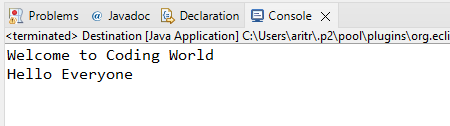 Problems @ Javadoc Declaration Console
<terminated> Destination [Java Application] C:\Users\aritr\.p2\pool\plugins\org.ecli
Welcome to Coding World
Hello Everyone